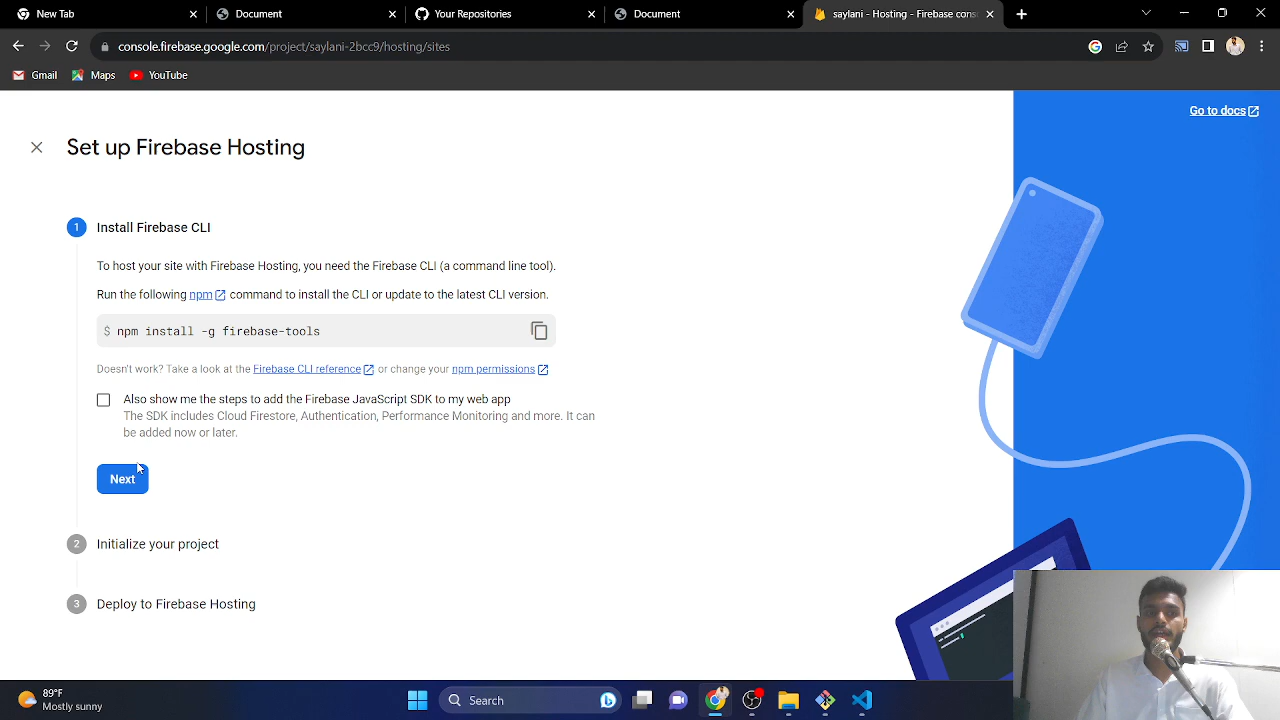 New Tab
Document
Your Repositories
Document
saylani - Hosting - Firebase cons
console.firebase.google.com/project/saylani-2bcc9/hosting/sites
Gmail
Maps
YouTube
Go to docs
Set up Firebase Hosting
1 Install Firebase CLI
To host your site with Firebase Hosting, you need the Firebase CLI (a command line tool).
Run the following npm command to install the CLI or update to the latest CLI version.
$ npm install -g firebase-tools
Doesn't work? Take a look at the Firebase CLI reference or change your npm permissions
Also show me the steps to add the Firebase JavaScript SDK to my web app
The SDK includes Cloud Firestore, Authentication, Performance Monitoring and more. It can
be added now or later.
Next
2 Initialize your project
3 Deploy to Firebase Hosting
89°F
Mostly sunny
Search